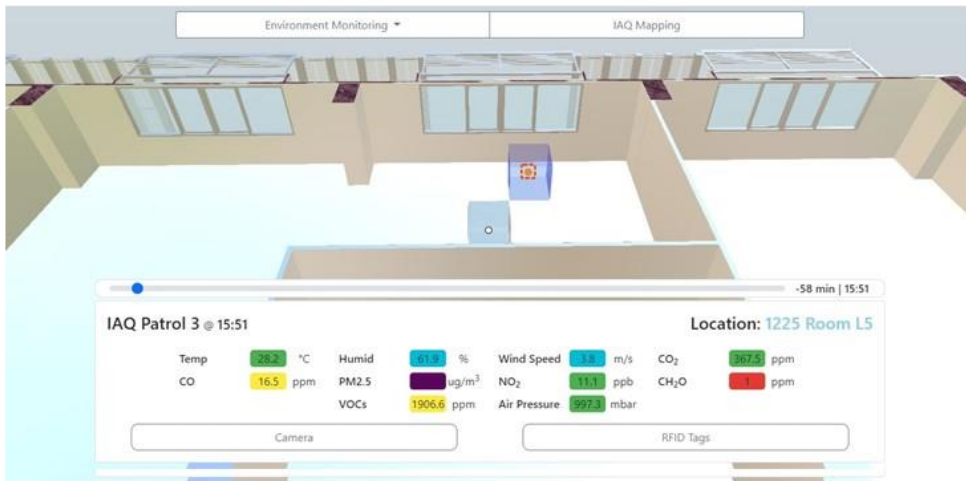 Environment Monitoring
IAQ Mapping
-58 min | 15:51
IAQ Patrol 3 @ 15:51
Location: 1225 Room L5
Temp 28.2 °C Humid 61.9 % Wind Speed 3.8 m/s CO₂ 367.5 ppm
CO 16.5 ppm PM2.5 ug/m³ NO₂ 11.1 ppb CH₂O 1 ppm
VOCs 1906.6 ppm Air Pressure 997.3 mbar
Camera
RFID Tags